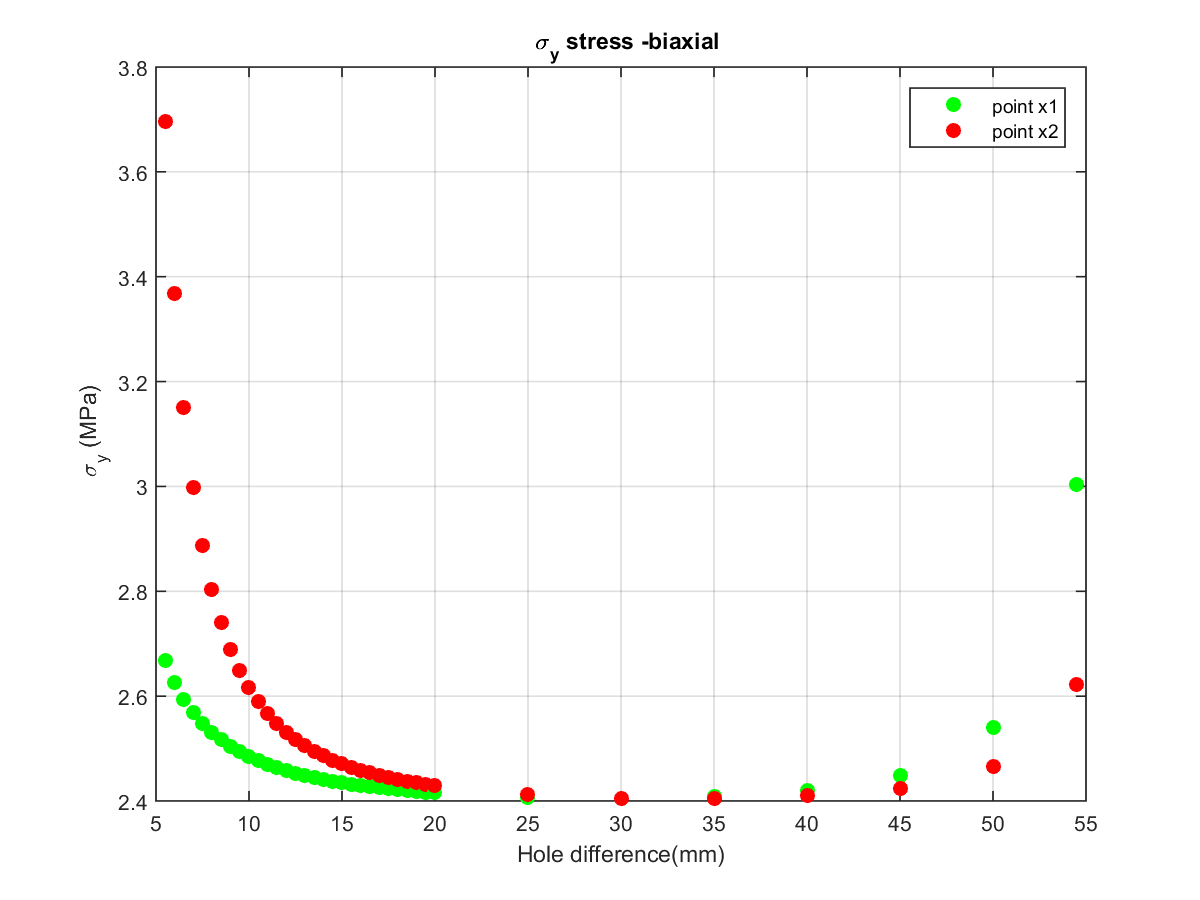 σy stress -biaxial
3.8
3.6
3.4
3.2
3
2.8
2.6
2.4
σy (MPa)
point x1
point x2
5 10 15 20 25 30 35 40 45 50 55
Hole difference(mm)